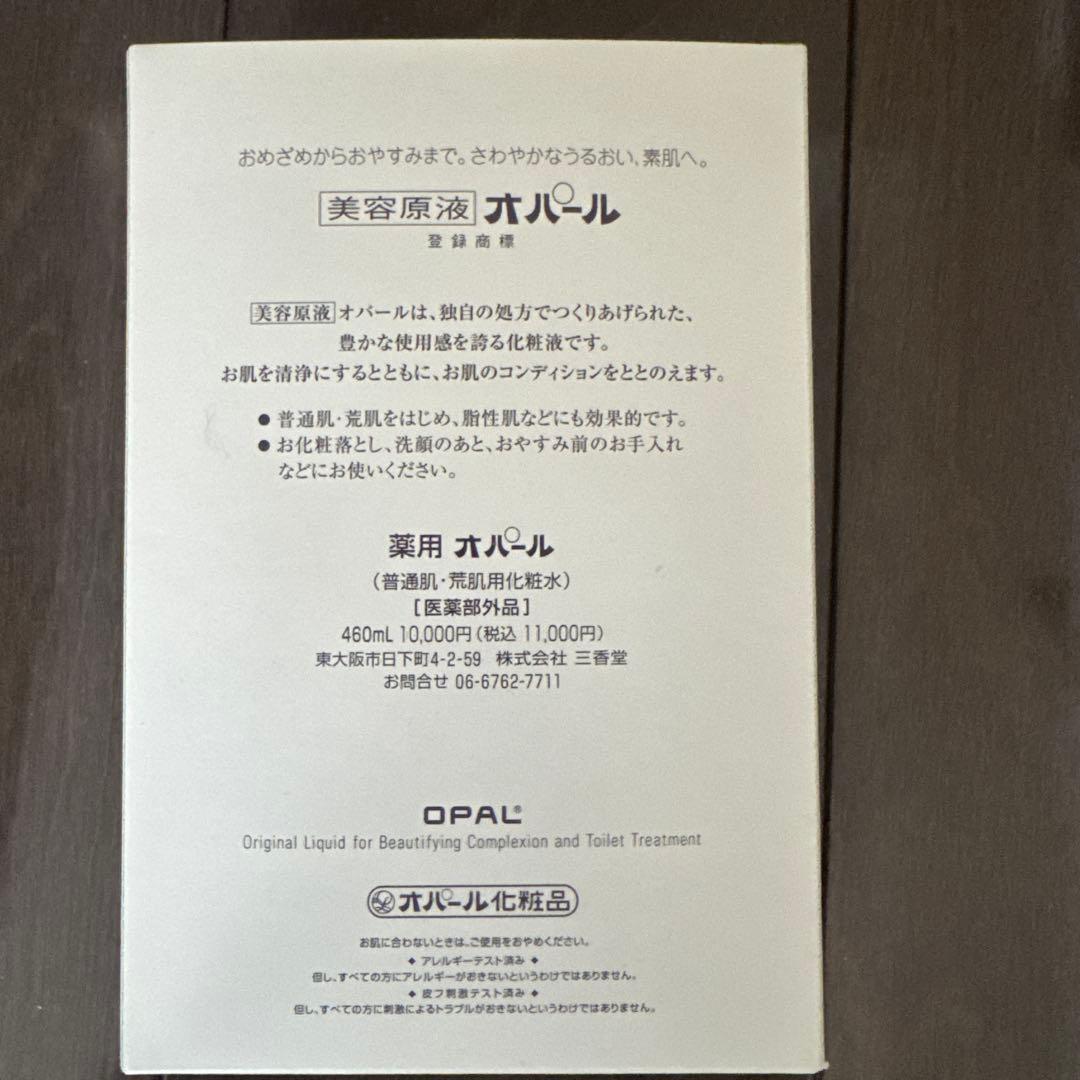 おめざめからおやすみまで。さわやかなうるおい、素肌へ。
美容原液 オパール
登録商標
美容原液 オパールは、独自の処方でつくりあげられた、
豊かな使用感を誇る化粧液です。
お肌を清浄にするとともに、お肌のコンディションをととのえます。
● 普通肌・荒肌をはじめ、脂性肌などにも効果的です。
● お化粧落とし、洗顔のあと、おやすみ前のお手入れ
などにお使いください。
薬用 オパール
(普通肌・荒肌用化粧水)
[医薬部外品]
460mL 10,000円(税込 11,000円)
東大阪市日下町4-2-59 株式会社 三香堂
お問合せ 06-6762-7711
OPAL®
Original Liquid for Beautifying Complexion and Toilet Treatment
オパール化粧品
お肌に合わないときは、ご使用をおやめください。
◆ アレルギーテスト済み ◆
但し、すべての方にアレルギーがおきないというわけではありません。
◆ 皮フ刺激テスト済み ◆
但し、すべての方に刺激によるトラブルがおきないというわけではありません。